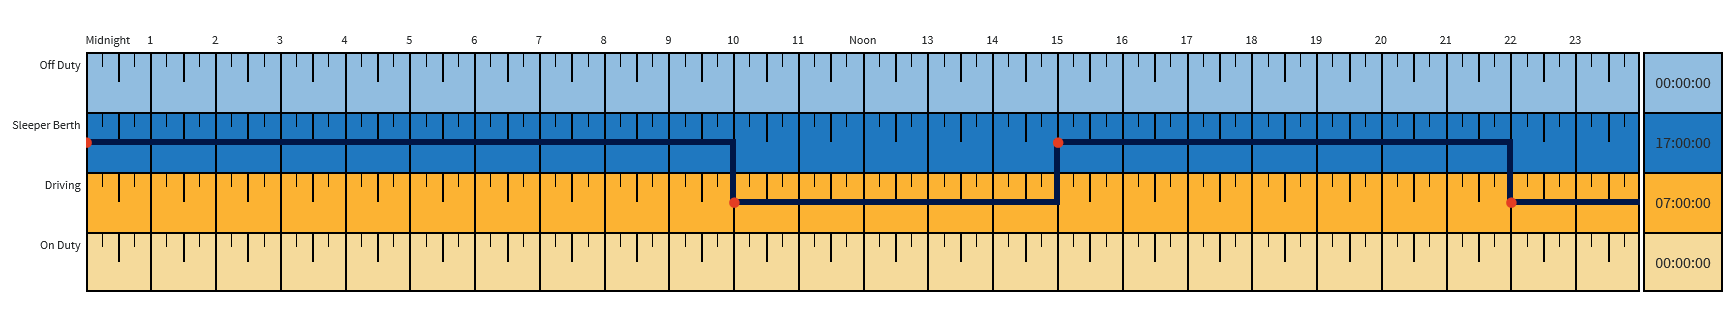 Midnight 1 2 3 4 5 6 7 8 9 10 11 Noon 13 14 15 16 17 18 19 20 21 22 23
Off Duty 00:00:00
Sleeper Berth 17:00:00
Driving 07:00:00
On Duty 00:00:00